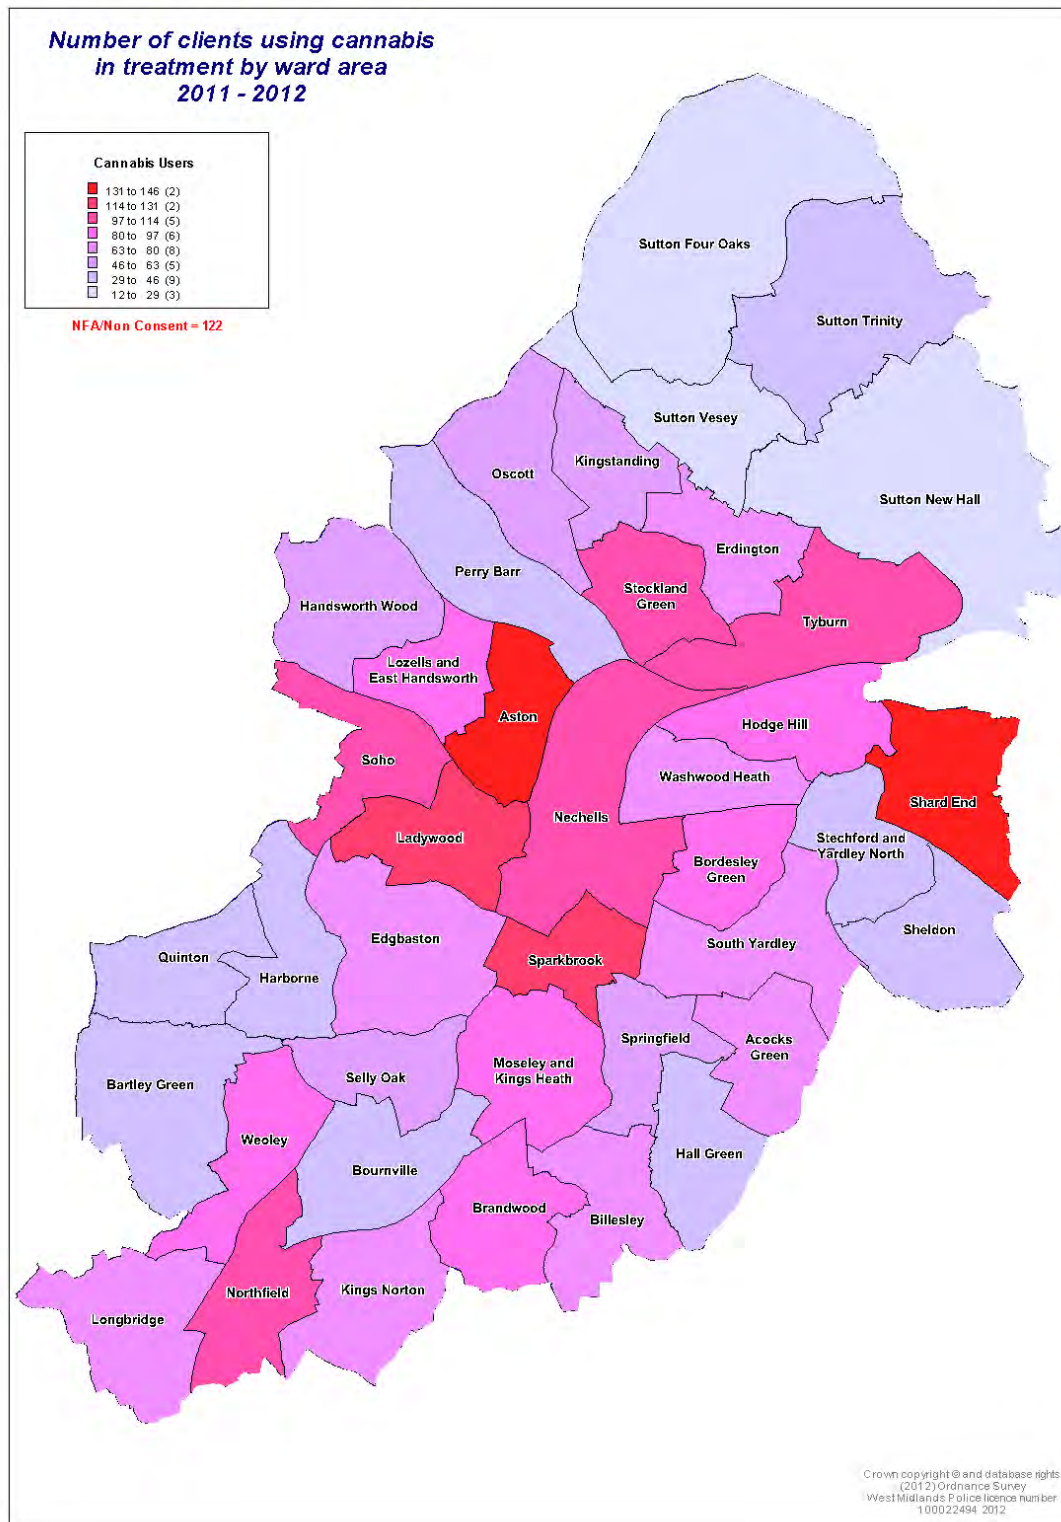 Number of clients using cannabis
in treatment by ward area
2011 - 2012
Cannabis Users
131 to 146 (2)
114 to 131 (2)
97 to 114 (5)
80 to 97 (6)
63 to 80 (8)
46 to 63 (5)
29 to 46 (9)
12 to 29 (3)
NFA/Non Consent = 122
Sutton Four Oaks
Sutton Trinity
Sutton Vesey
Kingstanding
Oscott
Sutton New Hall
Erdington
Perry Barr
Stockland
Green
Handsworth Wood
Tyburn
Lozells and
East Handsworth
Aston
Hodge Hill
Soho
Washwood Heath
Shard End
Nechells
Ladywood
Stechford and
Yardley North
Bordesley
Green
Sheldon
Edgbaston
South Yardley
Quinton
Sparkbrook
Harborne
Springfield
Acocks
Green
Moseley and
Kings Heath
Selly Oak
Bartley Green
Weoley
Hall Green
Bournville
Brandwood
Billesley
Kings Norton
Northfield
Longbridge
Crown copyright © and database rights
(2012) Ordnance Survey
West Midlands Police licence number
100022494 2012